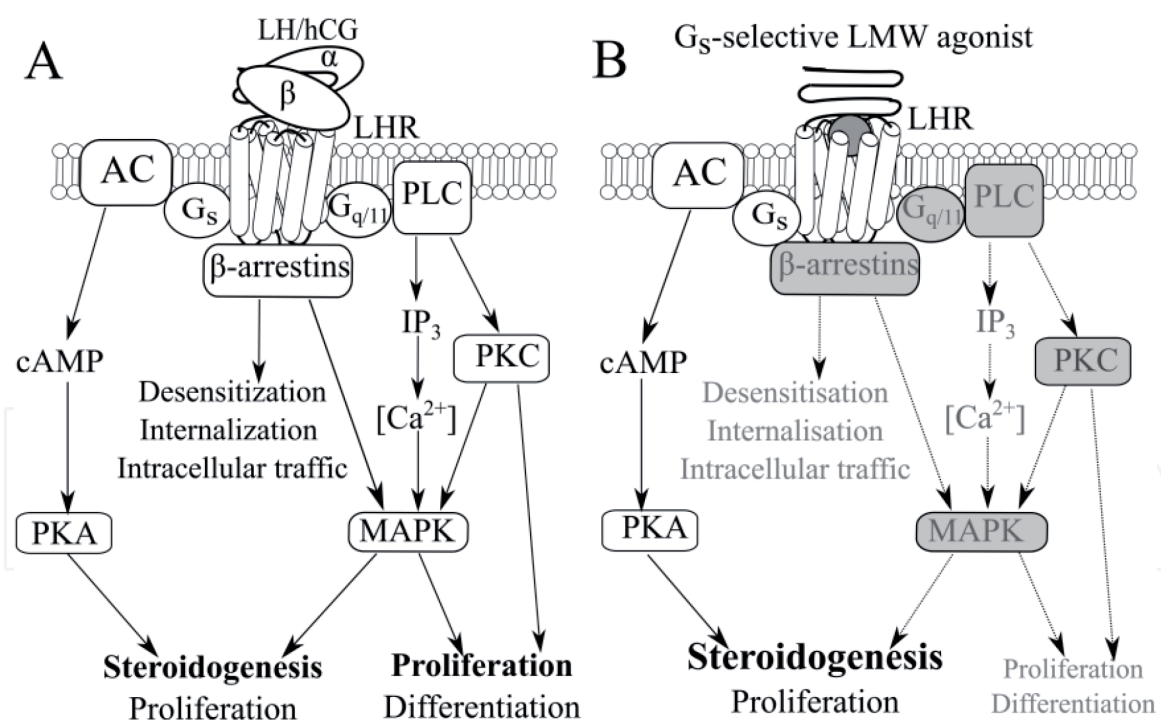 A
LH/hCG
α
β
LHR
AC
Gs
Gq/11
PLC
β-arrestins
IP3
PKC
cAMP
Desensitization
Internalization
Intracellular traffic
[Ca2+]
PKA
MAPK
Steroidogenesis
Proliferation
Proliferation
Differentiation
B
Gs-selective LMW agonist
LHR
AC
Gs
Gq/11
PLC
β-arrestins
IP3
PKC
cAMP
Desensitisation
Internalisation
Intracellular traffic
[Ca2+]
PKA
MAPK
Steroidogenesis
Proliferation
Proliferation
Differentiation